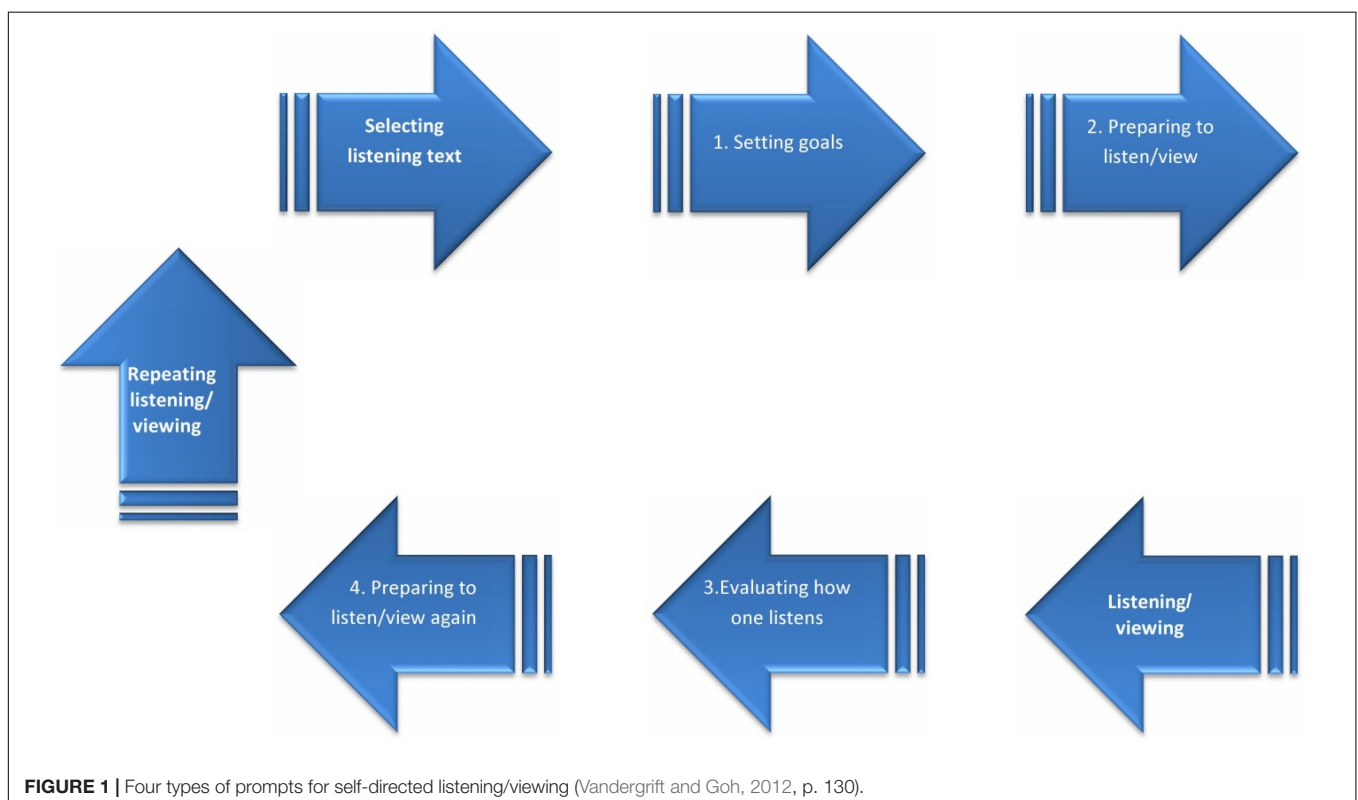 Selecting
listening text
1. Setting goals
2. Preparing to
listen/view
Listening/
viewing
3.Evaluating how
one listens
4. Preparing to
listen/view again
Repeating
listening/
viewing
FIGURE 1 | Four types of prompts for self-directed listening/viewing (Vandergrift and Goh, 2012, p. 130).